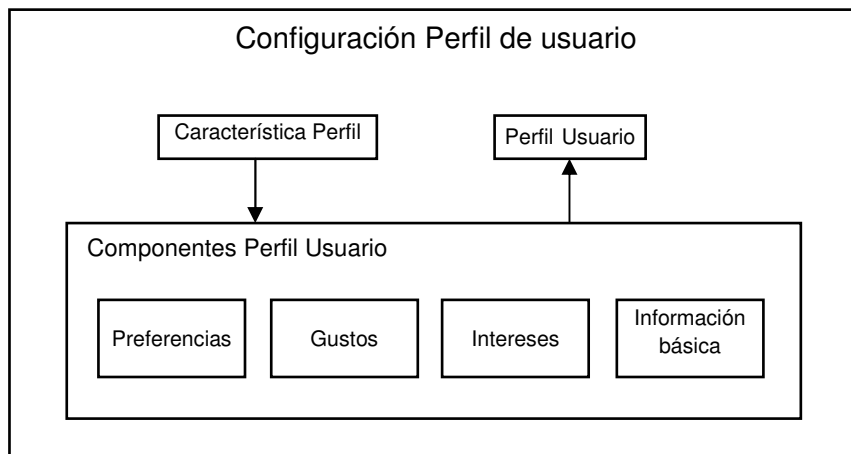 Configuración Perfil de usuario
Característica Perfil
Perfil Usuario
Componentes Perfil Usuario
Preferencias
Gustos
Intereses
Información
básica